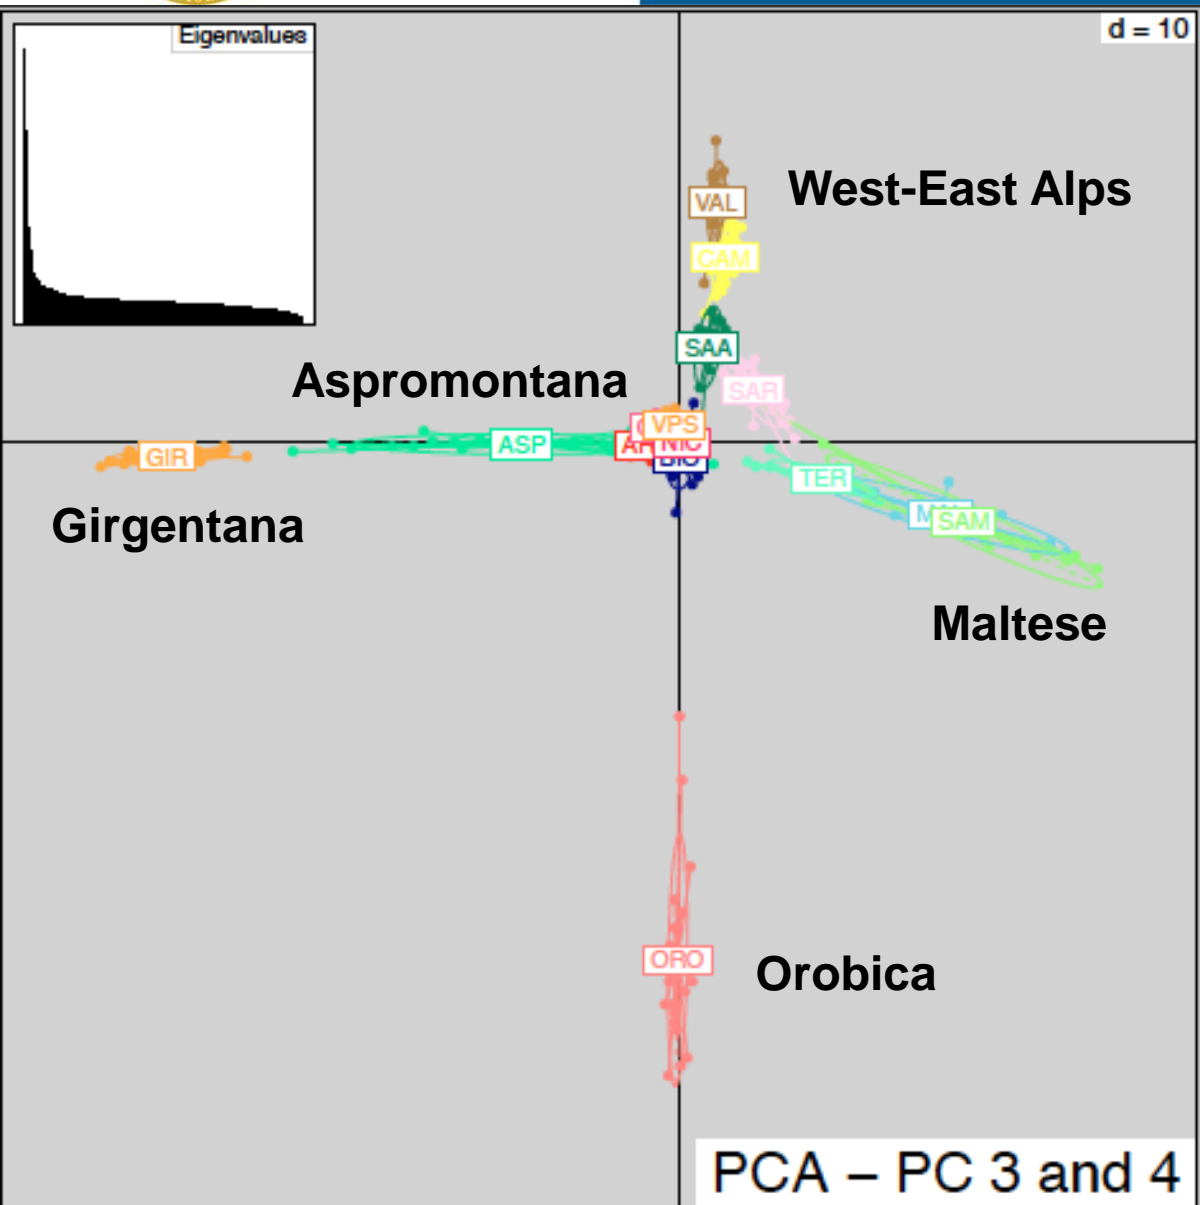 Eigenvalues
d = 10
VAL
West-East Alps
CAM
SAA
Aspromontana
SAR
VPS
GIR
ASP
NIC
BIO
TER
SAM
Girgentana
Maltese
ORO
Orobica
PCA – PC 3 and 4